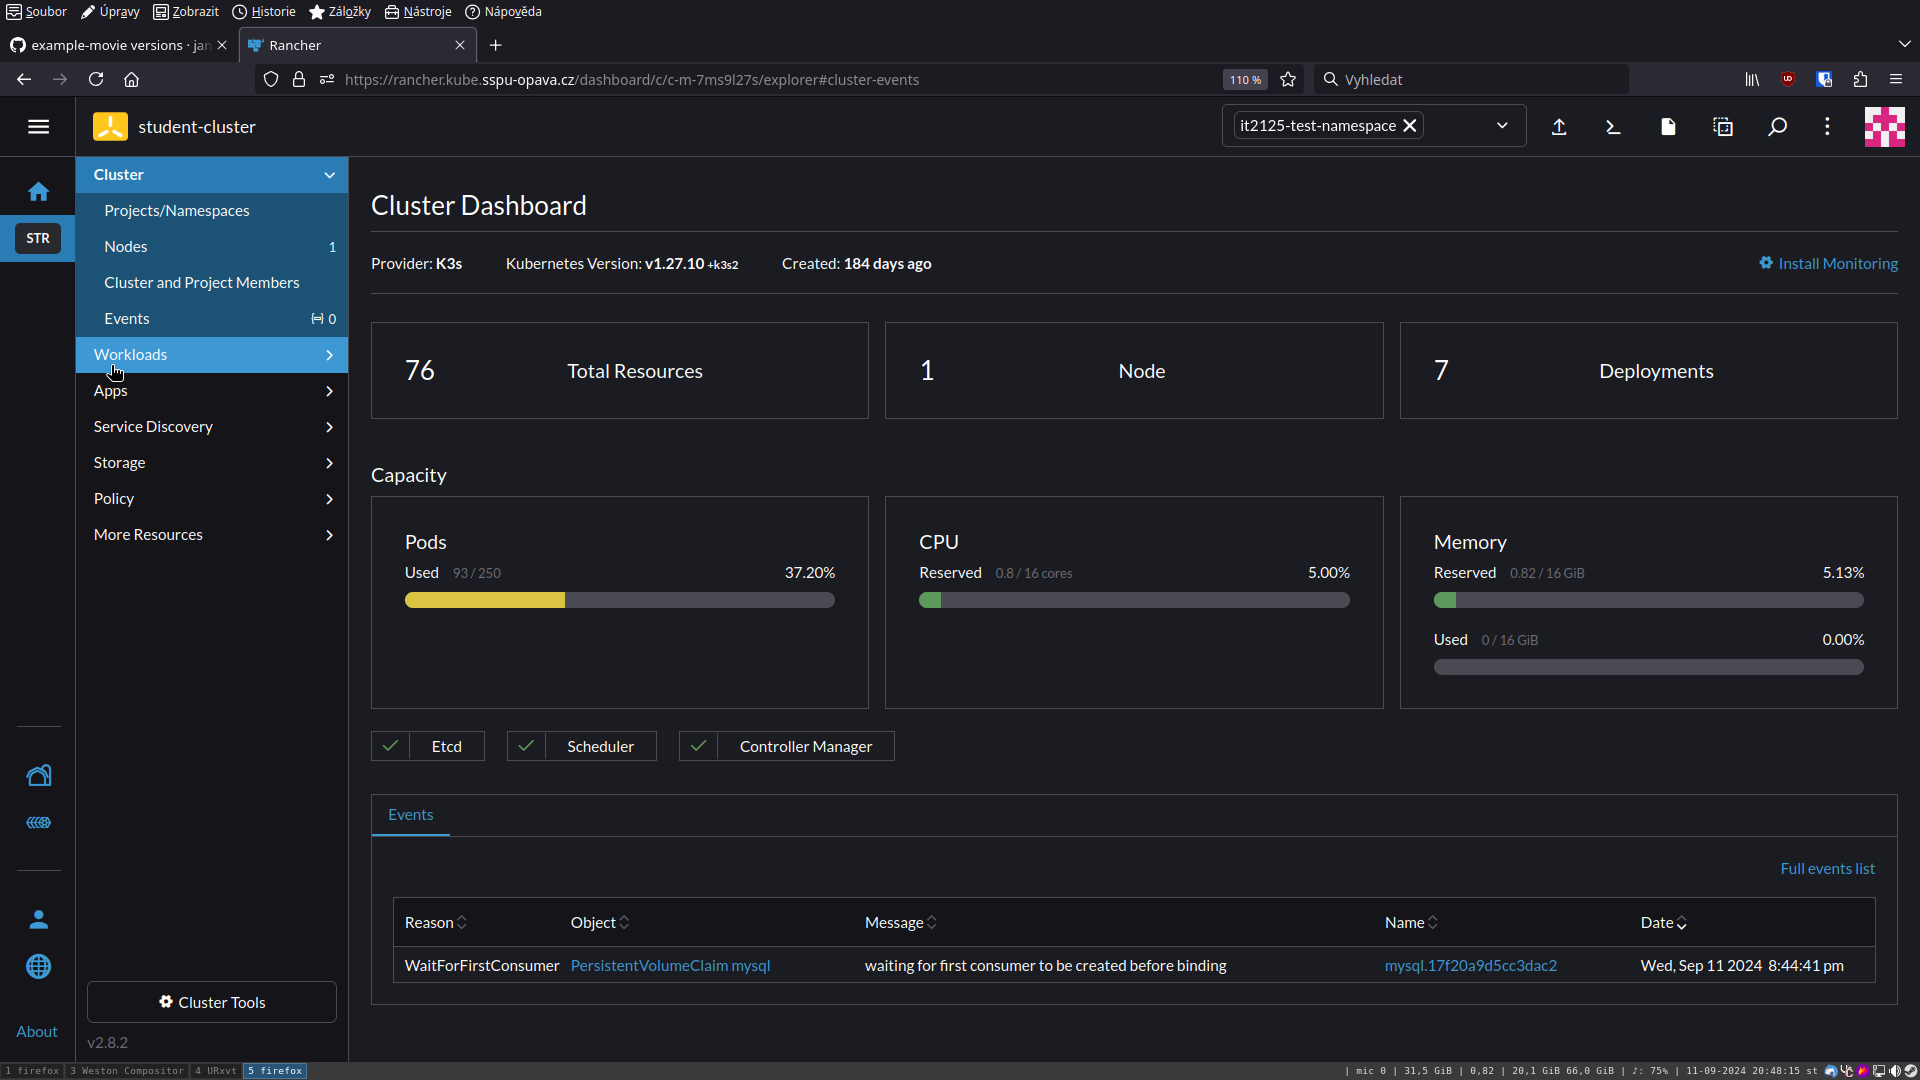 Soubor Úpravy Zobrazit Historie Záložky Nástroje Nápověda
example-movie versions · jan Rancher
https://rancher.kube.sspu-opava.cz/dashboard/c/c-m-7ms9l27s/explorer#cluster-events 110 % Vyhledat
student-cluster it2125-test-namespace
Cluster
Projects/Namespaces
STR
Nodes 1
Cluster and Project Members
Events 0
Workloads
Apps
Service Discovery
Storage
Policy
More Resources
Cluster Tools
About
v2.8.2
Cluster Dashboard
Provider: K3s Kubernetes Version: v1.27.10 +k3s2 Created: 184 days ago Install Monitoring
76 Total Resources 1 Node 7 Deployments
Capacity
Pods
Used 93 / 250 37.20%
CPU
Reserved 0.8 / 16 cores 5.00%
Memory
Reserved 0.82 / 16 GiB 5.13%
Used 0 / 16 GiB 0.00%
Etcd Scheduler Controller Manager
Events
Full events list
Reason Object Message Name Date
WaitForFirstConsumer PersistentVolumeClaim mysql waiting for first consumer to be created before binding mysql.17f20a9d5cc3dac2 Wed, Sep 11 2024 8:44:41 pm
1 firefox 3 Weston Compositor 4 URxvt 5 firefox | mic 0 | 31,5 GiB | 0,82 | 20,1 GiB 66,0 GiB | ♪: 75% | 11-09-2024 20:48:15 st